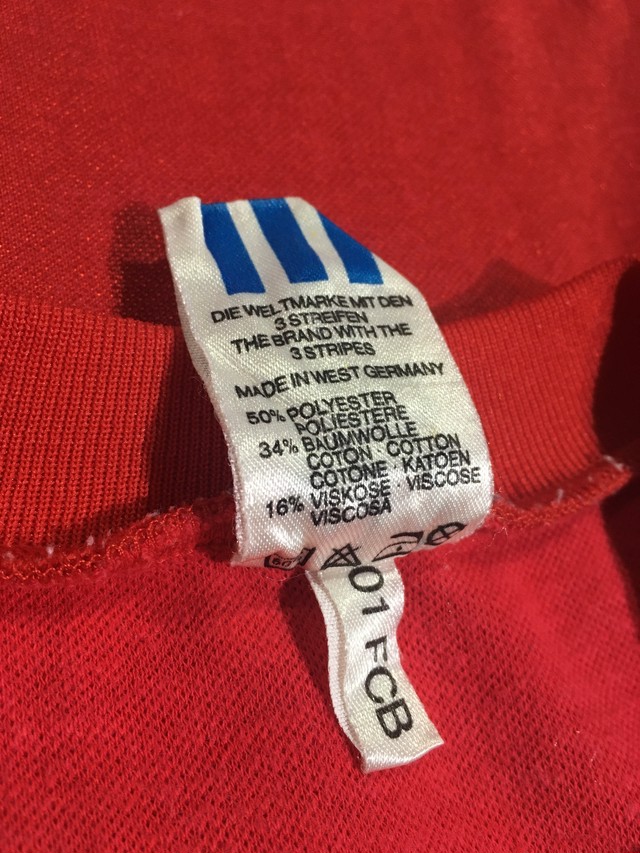 DIE WELTMARKE MIT DEN
3 STREIFEN
THE BRAND WITH THE
3 STRIPES
MADE IN WEST GERMANY
50% POLYESTER
POLIESTERE
34% BAUMWOLLE
COTON · COTTON
COTONE · KATOEN
16% VISKOSE · VISCOSE
VISCOSA
01 FCB